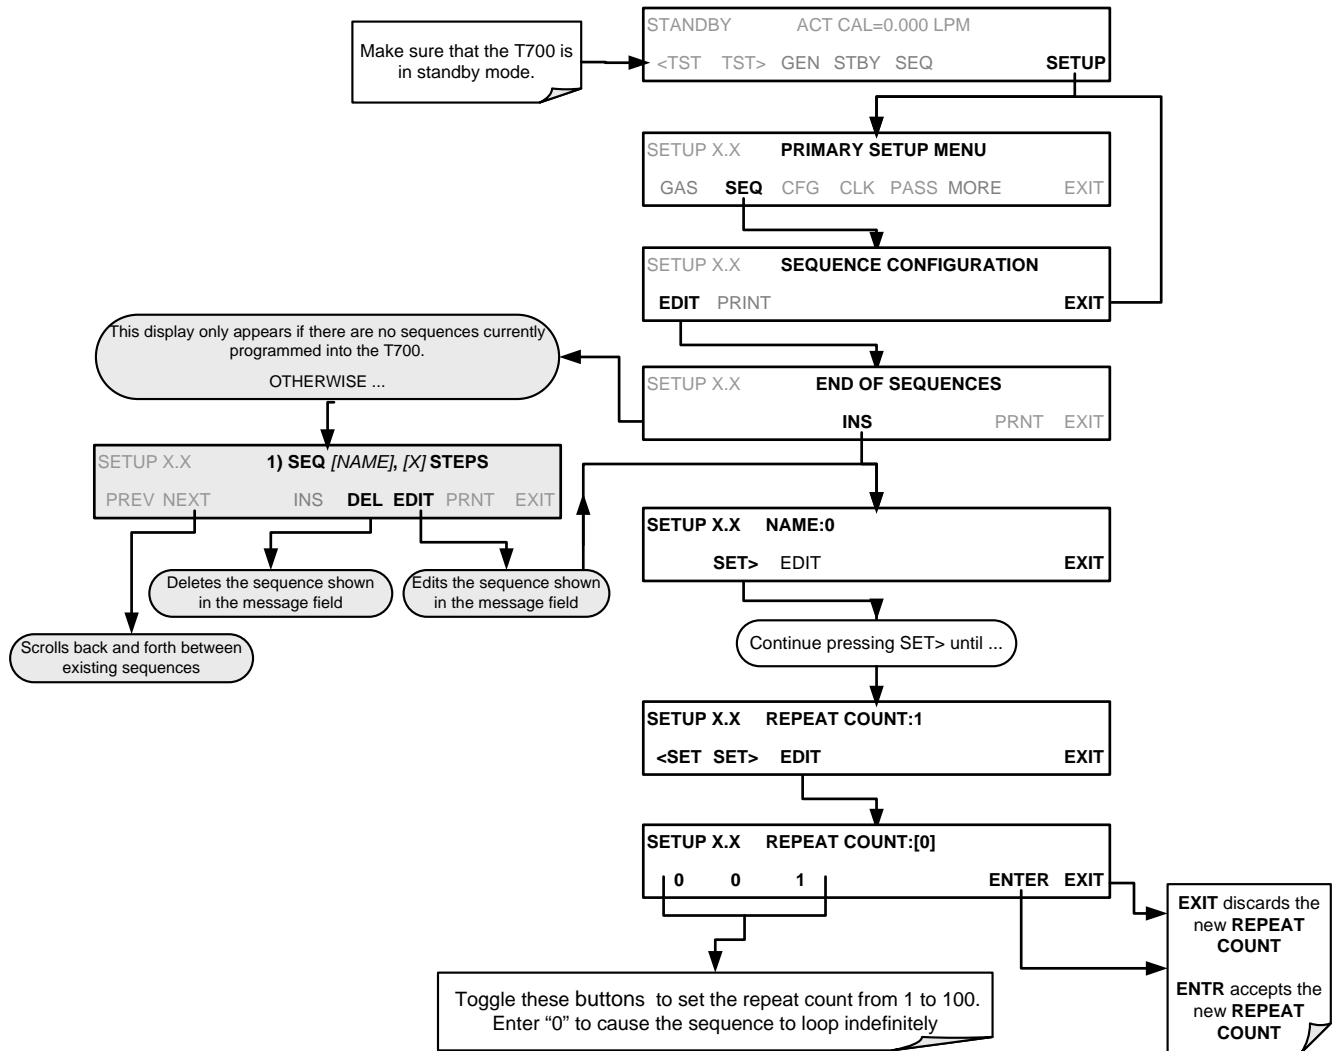 Make sure that the T700 is
in standby mode.
STANDBY ACT CAL=0.000 LPM
<TST TST> GEN STBY SEQ SETUP
SETUP X.X PRIMARY SETUP MENU
GAS SEQ CFG CLK PASS MORE EXIT
SETUP X.X SEQUENCE CONFIGURATION
EDIT PRINT EXIT
This display only appears if there are no sequences currently
programmed into the T700.
OTHERWISE ...
SETUP X.X END OF SEQUENCES
INS PRNT EXIT
SETUP X.X 1) SEQ [NAME], [X] STEPS
PREV NEXT INS DEL EDIT PRNT EXIT
Deletes the sequence shown
in the message field
Edits the sequence shown
in the message field
Scrolls back and forth between
existing sequences
SETUP X.X NAME:0
SET> EDIT EXIT
Continue pressing SET> until ...
SETUP X.X REPEAT COUNT:1
<SET SET> EDIT EXIT
SETUP X.X REPEAT COUNT:[0]
0 0 1 ENTER EXIT
EXIT discards the
new REPEAT
COUNT
ENTR accepts the
new REPEAT
COUNT
Toggle these buttons to set the repeat count from 1 to 100.
Enter “0” to cause the sequence to loop indefinitely